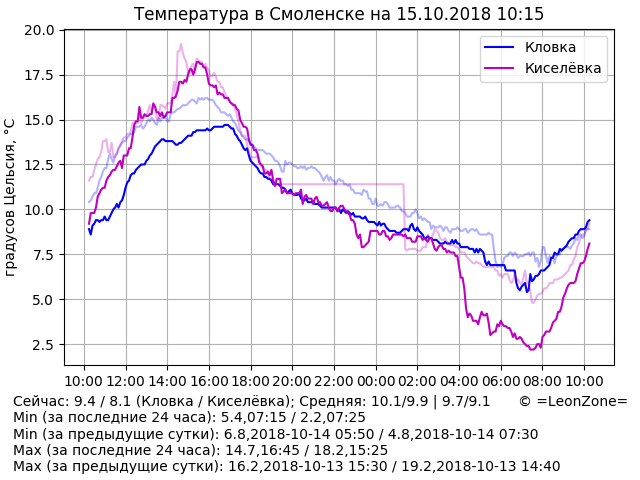 Температура в Смоленске на 15.10.2018 10:15
20.0
17.5
15.0
12.5
10.0
7.5
5.0
2.5
градусов Цельсия, °C
Кловка
Киселёвка
10:00 12:00 14:00 16:00 18:00 20:00 22:00 00:00 02:00 04:00 06:00 08:00 10:00
Сейчас: 9.4 / 8.1 (Кловка / Киселёвка); Средняя: 10.1/9.9 | 9.7/9.1 © =LeonZone=
Min (за последние 24 часа): 5.4,07:15 / 2.2,07:25
Min (за предыдущие сутки): 6.8,2018-10-14 05:50 / 4.8,2018-10-14 07:30
Max (за последние 24 часа): 14.7,16:45 / 18.2,15:25
Max (за предыдущие сутки): 16.2,2018-10-13 15:30 / 19.2,2018-10-13 14:40